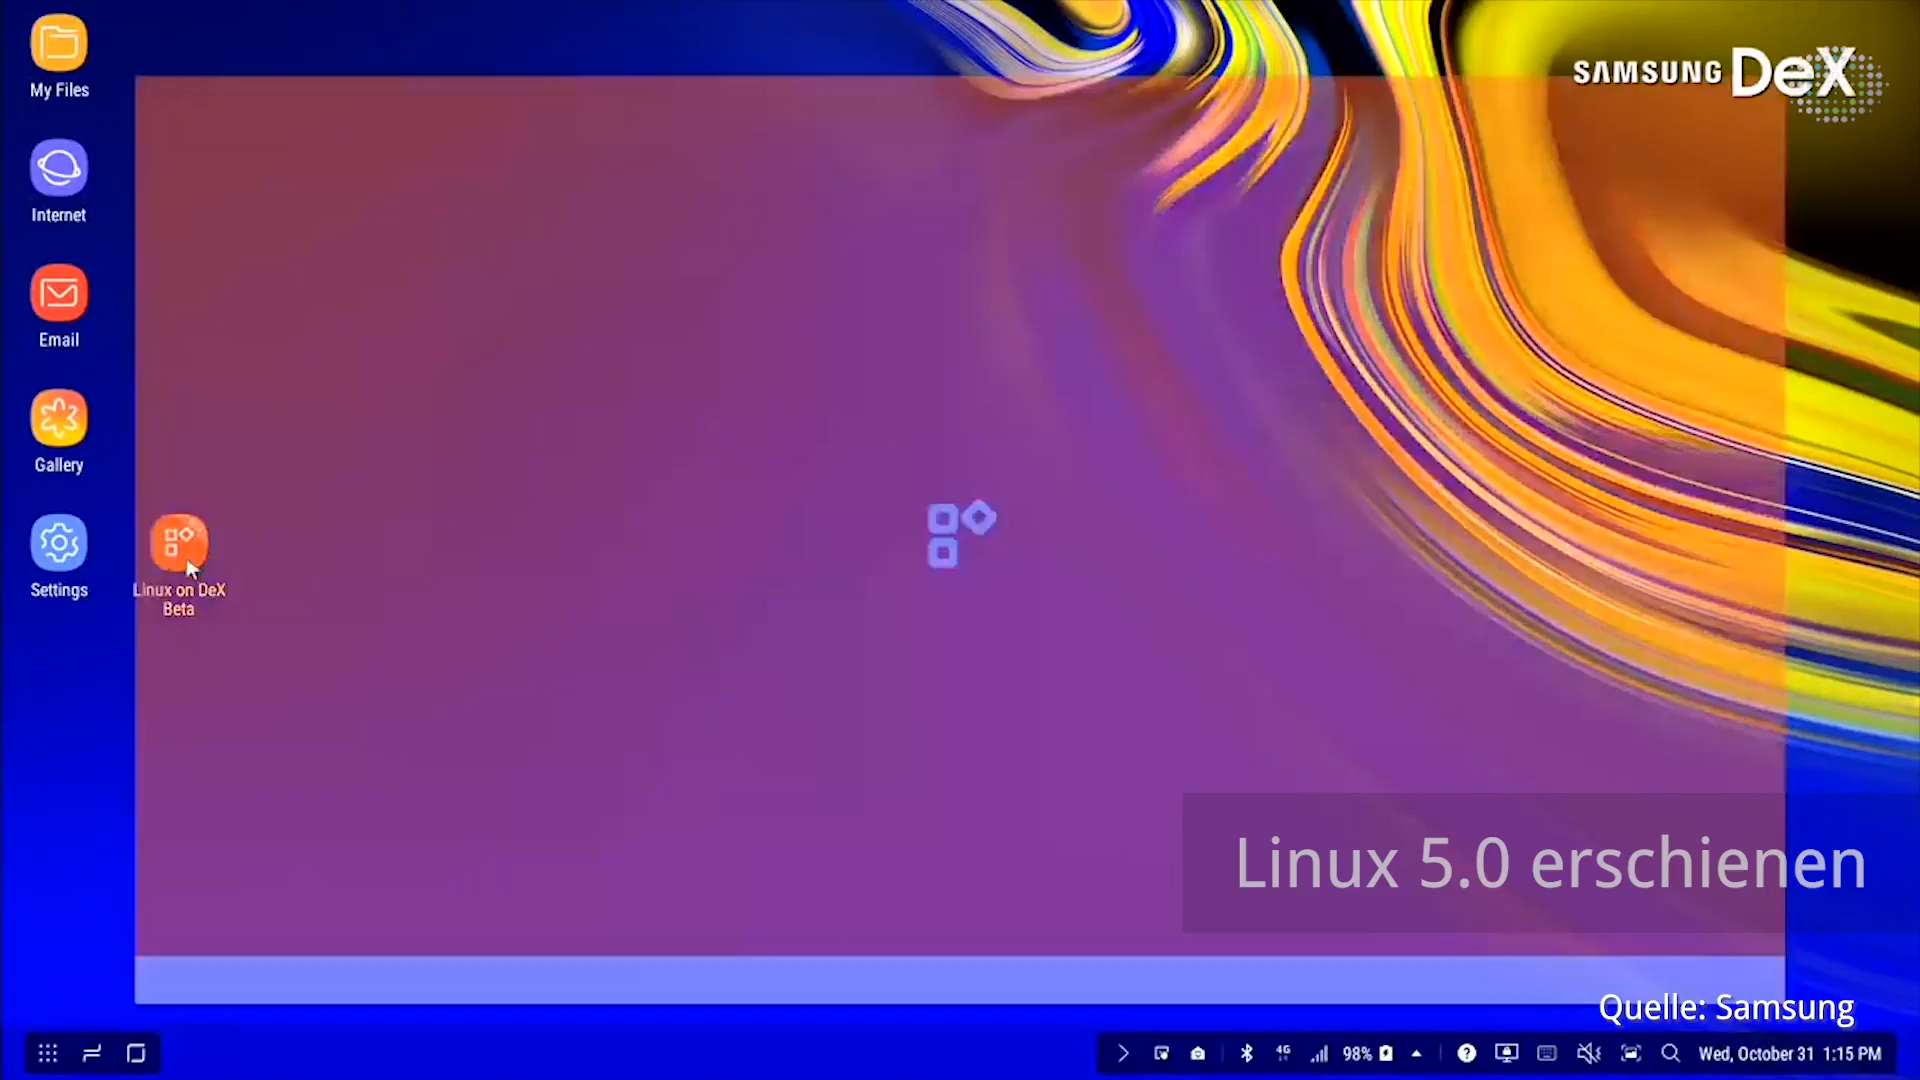 My Files
SAMSUNG DeX
Internet
Email
Gallery
Settings
Linux on DeX
Beta
Linux 5.0 erschienen
Quelle: Samsung
4G
98%
?
Wed, October 31 1:15 PM